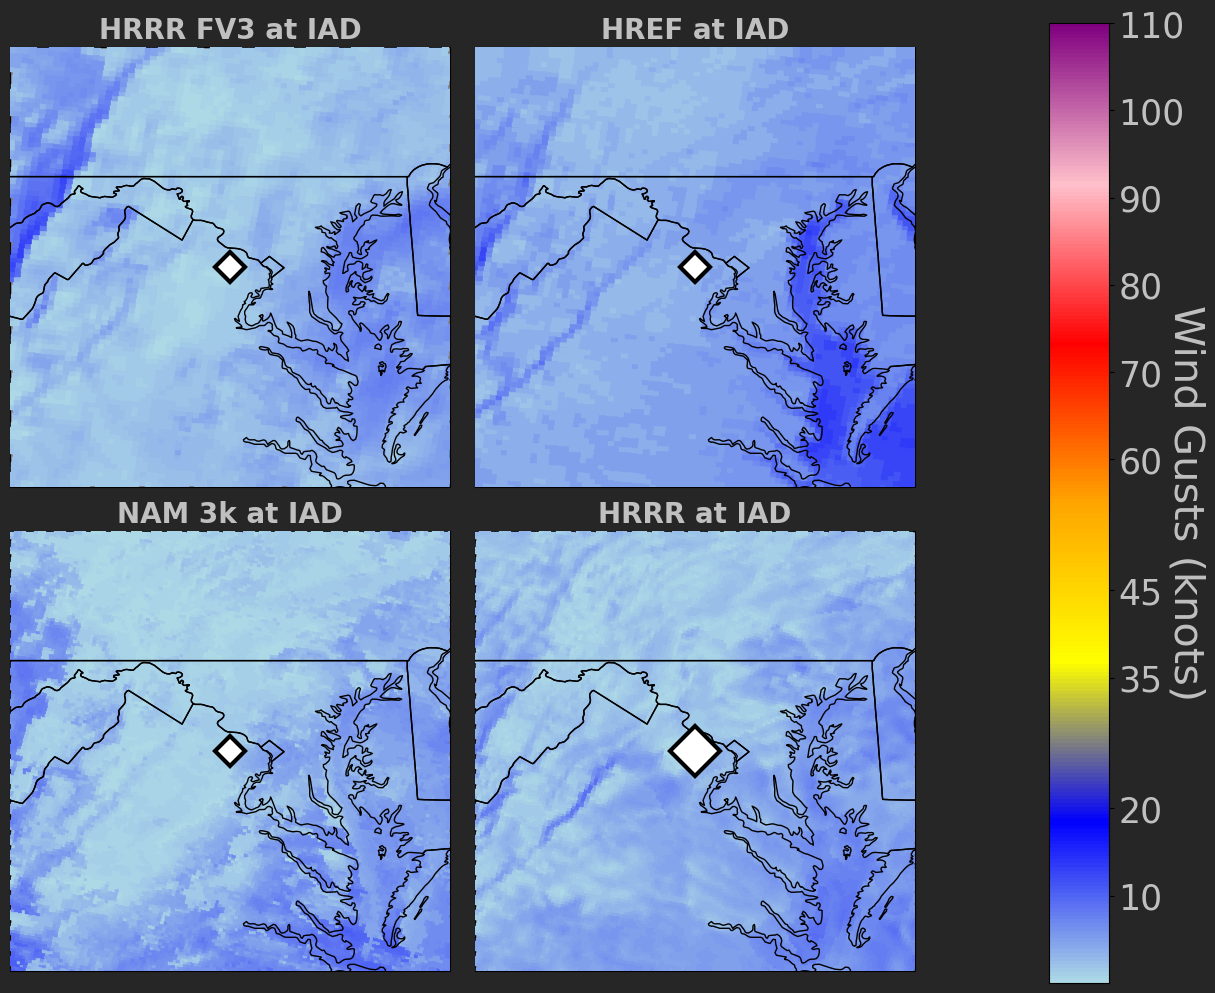 HRRR FV3 at IAD
HREF at IAD
NAM 3k at IAD
HRRR at IAD
110
100
90
80
70
60
45
35
20
10
Wind Gusts (knots)